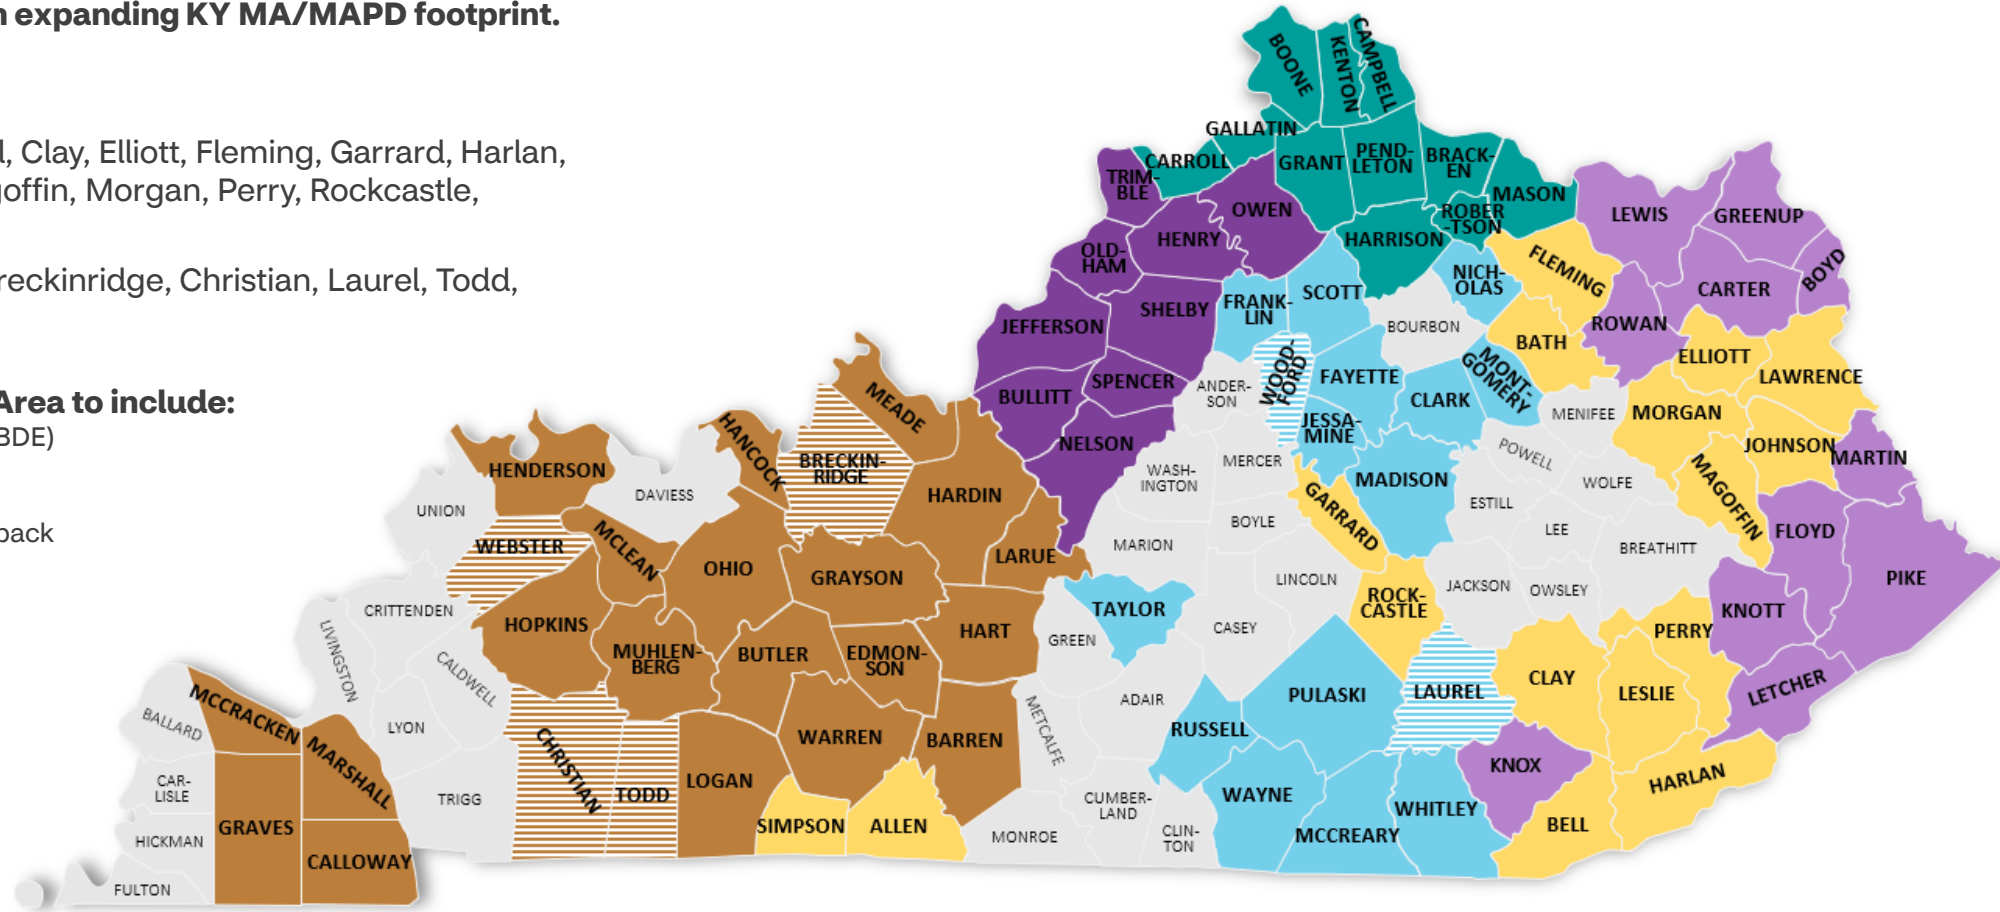 n expanding KY MA/MAPD footprint.
l, Clay, Elliott, Fleming, Garrard, Harlan,
goffin, Morgan, Perry, Rockcastle,
reckinridge, Christian, Laurel, Todd,
Area to include:
BDE)
back
BOONE
KENTON
CAMPBELL
GALLATIN
CARROLL
GRANT
PEND-
LETON
BRACK-
EN
MASON
ROBER
-TSON
HARRISON
TRIM-
BLE
OWEN
HENRY
OLD-
HAM
SHELBY
JEFFERSON
SPENCER
BULLITT
NELSON
LEWIS
GREENUP
BOYD
CARTER
ROWAN
FLEMING
NICH-
OLAS
BATH
ELLIOTT
LAWRENCE
FRANK-
LIN
SCOTT
BOURBON
WOOD-
FORD
FAYETTE
MONT-
GOMERY
CLARK
JESSA-
MINE
MADISON
ANDER-
SON
MENIFEE
MORGAN
JOHNSON
MARTIN
MAGOFFIN
FLOYD
PIKE
POWELL
WOLFE
ESTILL
LEE
BREATHITT
JACKSON
OWSLEY
KNOTT
PERRY
LETCHER
WASH-
INGTON
MERCER
BOYLE
GARRARD
MARION
LINCOLN
ROCK-
CASTLE
CASEY
TAYLOR
GREEN
ADAIR
METCALFE
RUSSELL
PULASKI
LAUREL
CLAY
LESLIE
KNOX
HARLAN
BELL
WHITLEY
WAYNE
MCCREARY
CUMBER-
LAND
CLIN-
TON
MONROE
MEADE
HANCOCK
BRECKIN-
RIDGE
HARDIN
LARUE
HENDERSON
DAVIESS
UNION
WEBSTER
MCLEAN
OHIO
GRAYSON
HART
CRITTENDEN
LIVINGSTON
HOPKINS
MUHLEN-
BERG
BUTLER
EDMON-
SON
CALDWELL
LYON
WARREN
BARREN
MCCRACKEN
BALLARD
MARSHALL
CAR-
LISLE
GRAVES
HICKMAN
CALLOWAY
FULTON
TRIGG
CHRISTIAN
TODD
LOGAN
SIMPSON
ALLEN